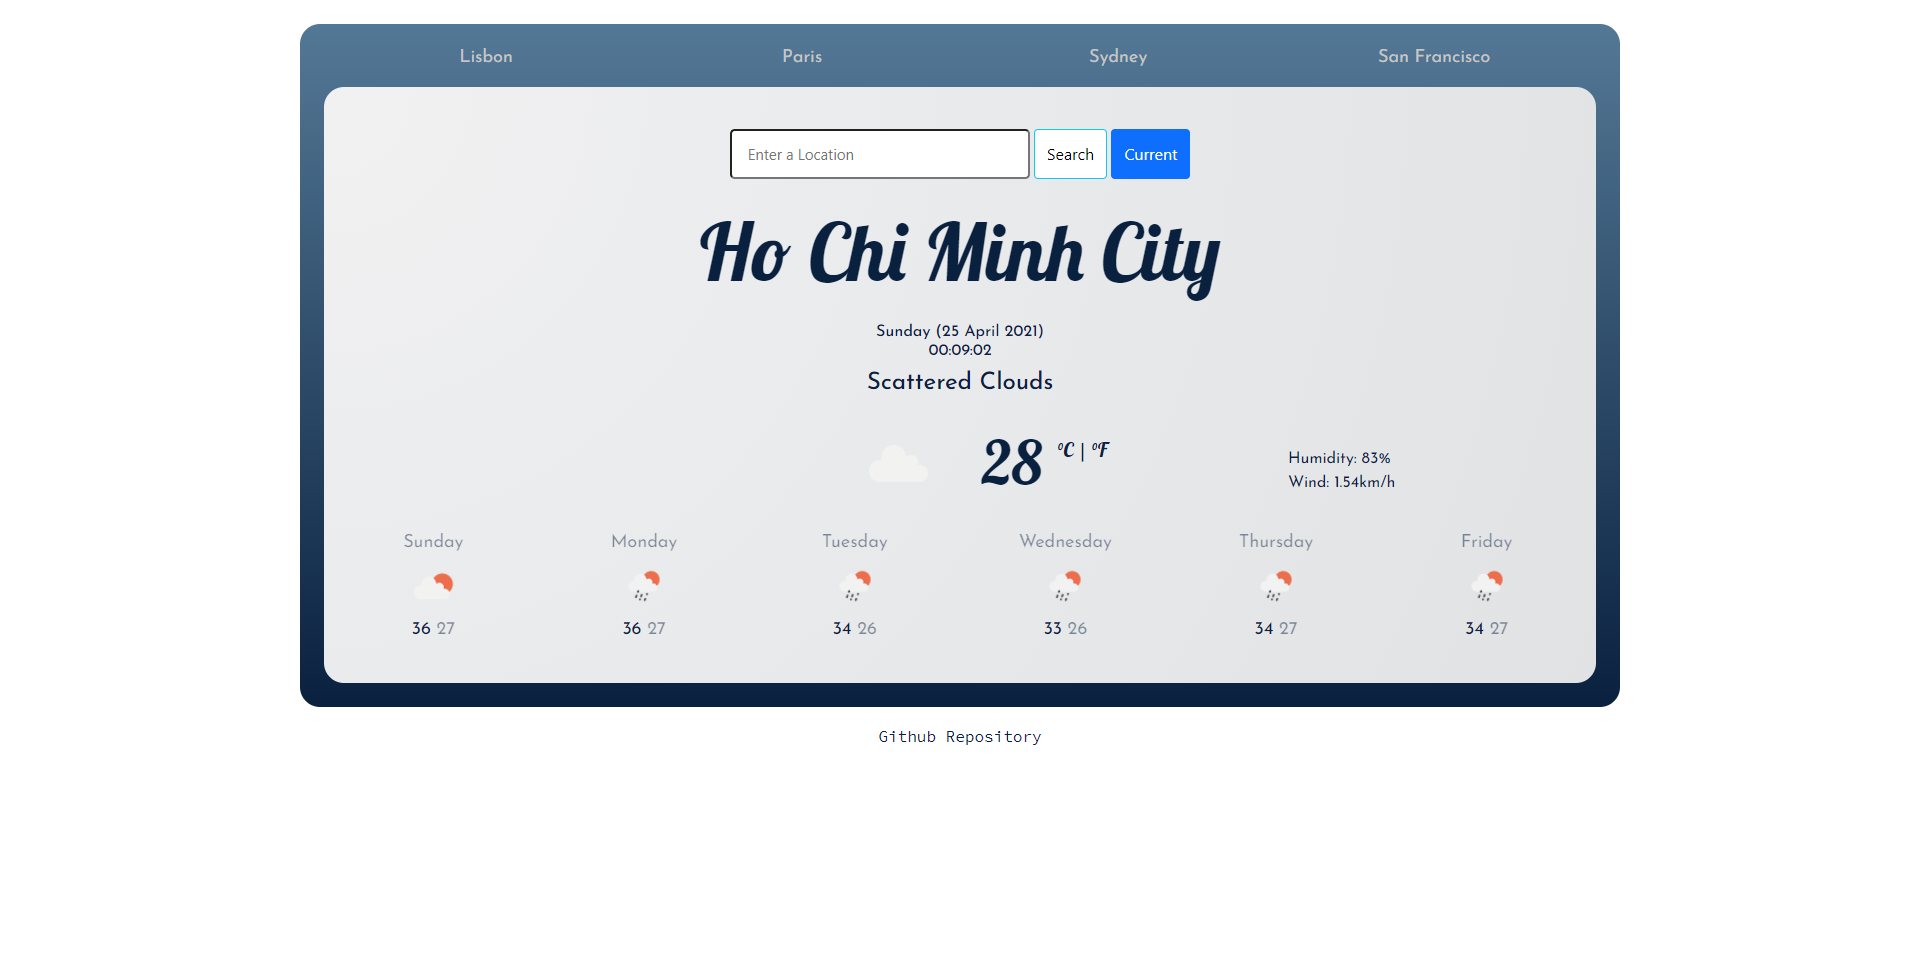 Lisbon Paris Sydney San Francisco
Enter a Location Search Current
Ho Chi Minh City
Sunday (25 April 2021)
00:09:02
Scattered Clouds
28 °C | °F
Humidity: 83%
Wind: 1.54km/h
Sunday Monday Tuesday Wednesday Thursday Friday
36 27 36 27 34 26 33 26 34 27 34 27
Github Repository